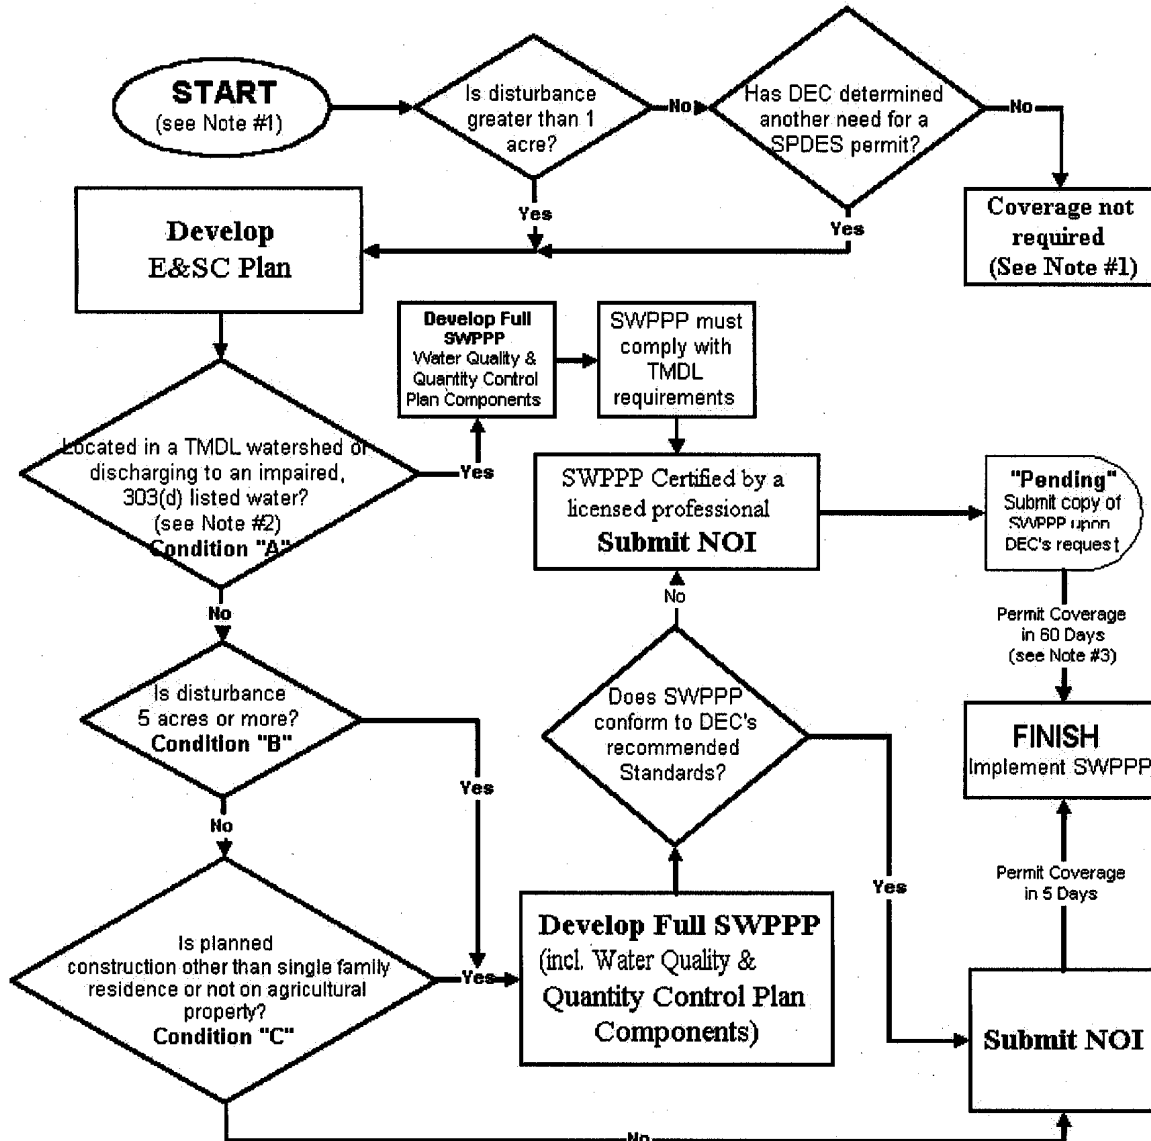 START
(see Note #1)
Is disturbance
greater than 1
acre?
No
Has DEC determined
another need for a
SPDES permit?
No
Yes
Yes
Coverage not
required
(See Note #1)
Develop
E&SC Plan
Develop Full
SWPPP
Water Quality &
Quantity Control
Plan Components
SWPPP must
comply with
TMDL
requirements
Located in a TMDL watershed or
discharging to an impaired,
303(d) listed water?
(see Note #2)
Condition "A"
Yes
SWPPP Certified by a
licensed professional
Submit NOI
"Pending"
Submit copy of
SWPPP upon
DEC's request
No
No
Permit Coverage
in 60 Days
(see Note #3)
Is disturbance
5 acres or more?
Condition "B"
Does SWPPP
conform to DEC's
recommended
Standards?
FINISH
Implement SWPPP
Yes
No
Yes
Permit Coverage
in 5 Days
Is planned
construction other than single family
residence or not on agricultural
property?
Condition "C"
Yes
Develop Full SWPPP
(incl. Water Quality &
Quantity Control Plan
Components)
Submit NOI
No